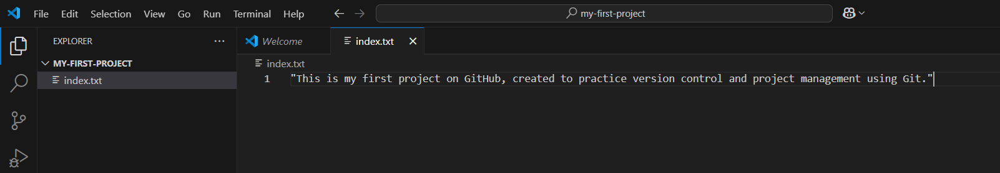 File Edit Selection View Go Run Terminal Help my-first-project
EXPLORER
MY-FIRST-PROJECT
index.txt
Welcome index.txt
index.txt
1 "This is my first project on GitHub, created to practice version control and project management using Git."